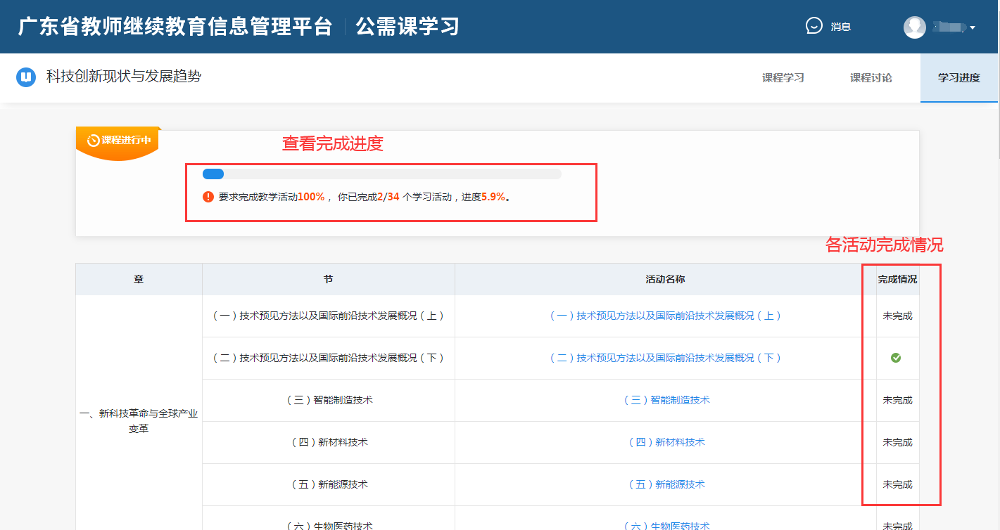 广东省教师继续教育信息管理平台 公需课学习 消息
科技创新现状与发展趋势 课程学习 课程讨论 学习进度
课程进行中
查看完成进度
要求完成教学活动100% ，你已完成2/34 个学习活动，进度5.9%。
各活动完成情况
章 节 活动名称 完成情况
（一）技术预见方法以及国际前沿技术发展概况（上） （一）技术预见方法以及国际前沿技术发展概况（上） 未完成
（二）技术预见方法以及国际前沿技术发展概况（下） （二）技术预见方法以及国际前沿技术发展概况（下）
（三）智能制造技术 （三）智能制造技术 未完成
一、新科技革命与全球产业
变革
（四）新材料技术 （四）新材料技术 未完成
（五）新能源技术 （五）新能源技术 未完成
（六）生物医药技术 （六）生物医药技术 未完成